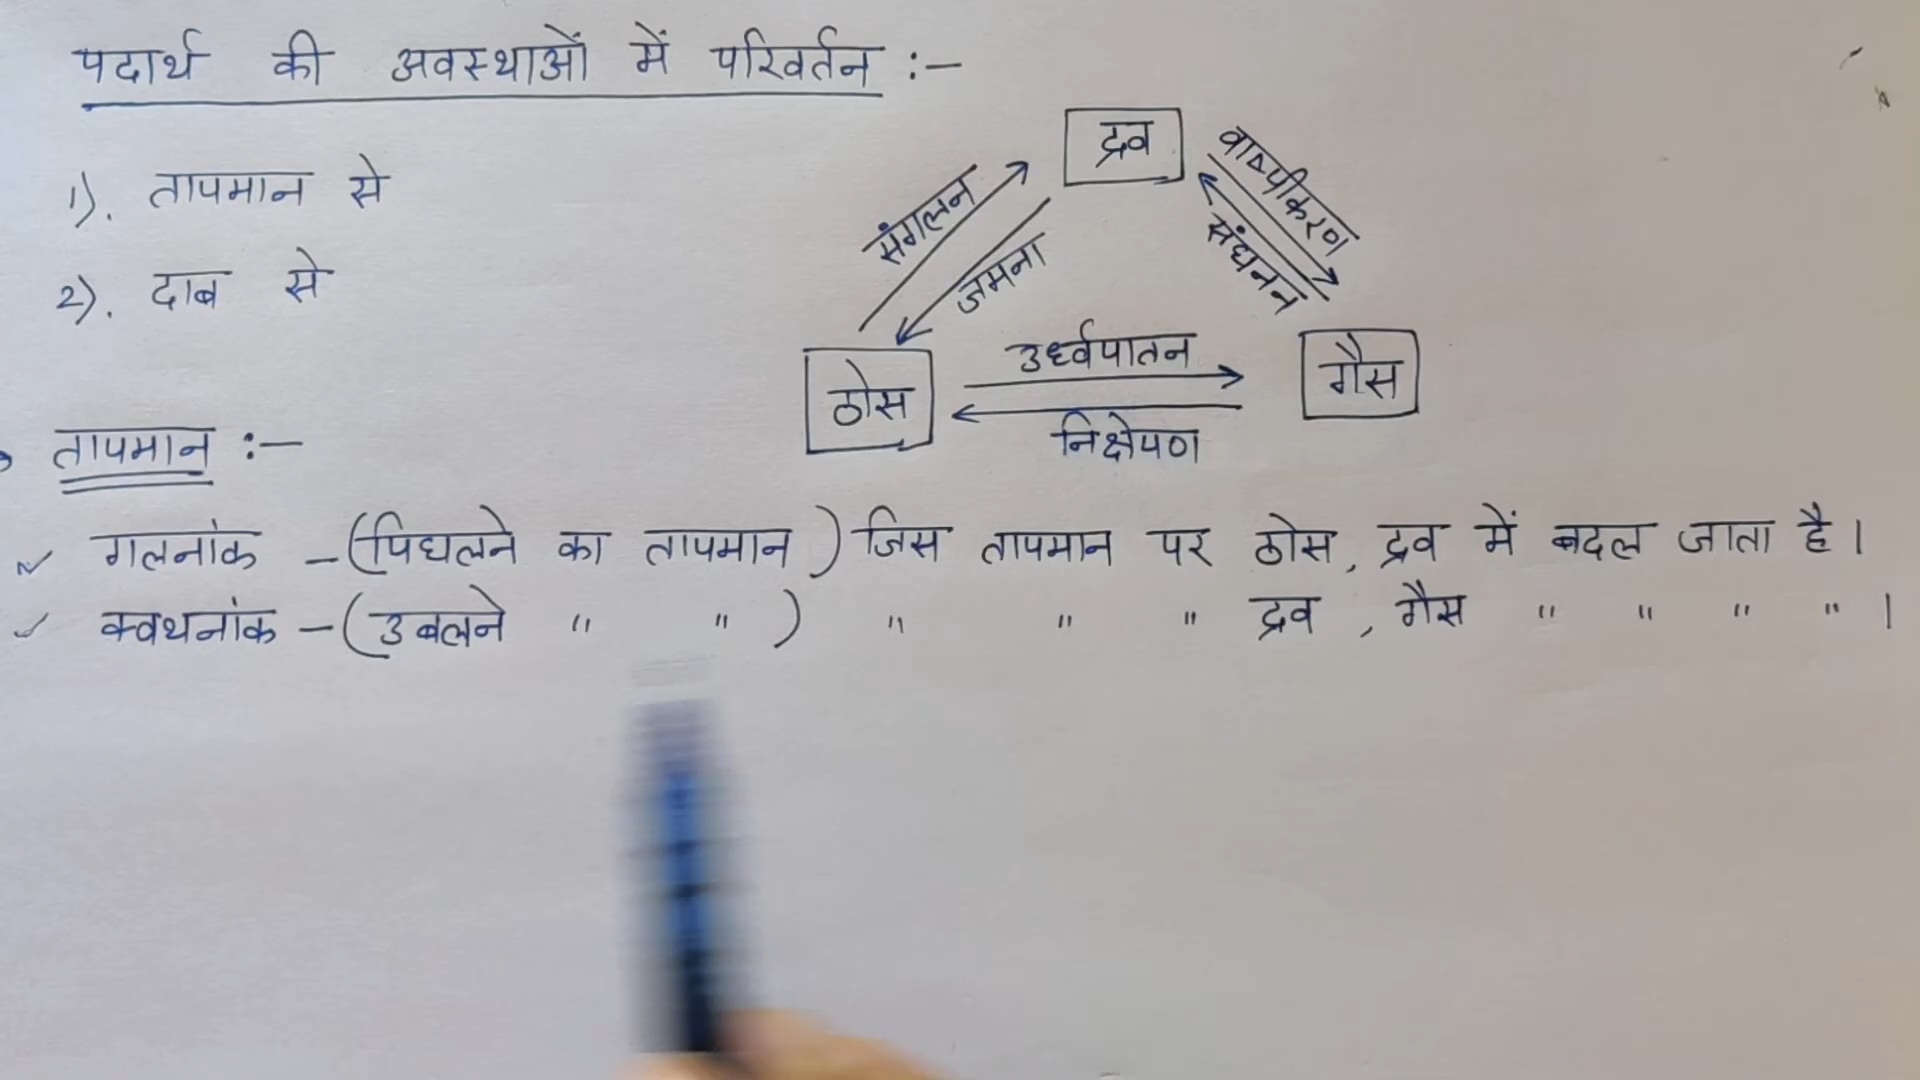 पदार्थ की अवस्थाओं में परिवर्तन :-
1). तापमान से
2). दाब से
द्रव
संगलन
जमना
वाष्पीकरण
संघनन
ठोस
उर्ध्वपातन
निक्षेपण
गैस
तापमान :-
गलनांक - (पिघलने का तापमान) जिस तापमान पर ठोस, द्रव में बदल जाता है।
क्वथनांक - (उबलने " ") " " " द्रव, गैस " " " " ।